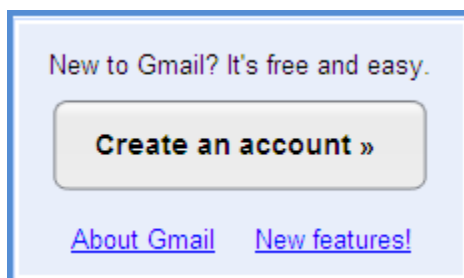 New to Gmail? It's free and easy.
Create an account »
About Gmail New features!